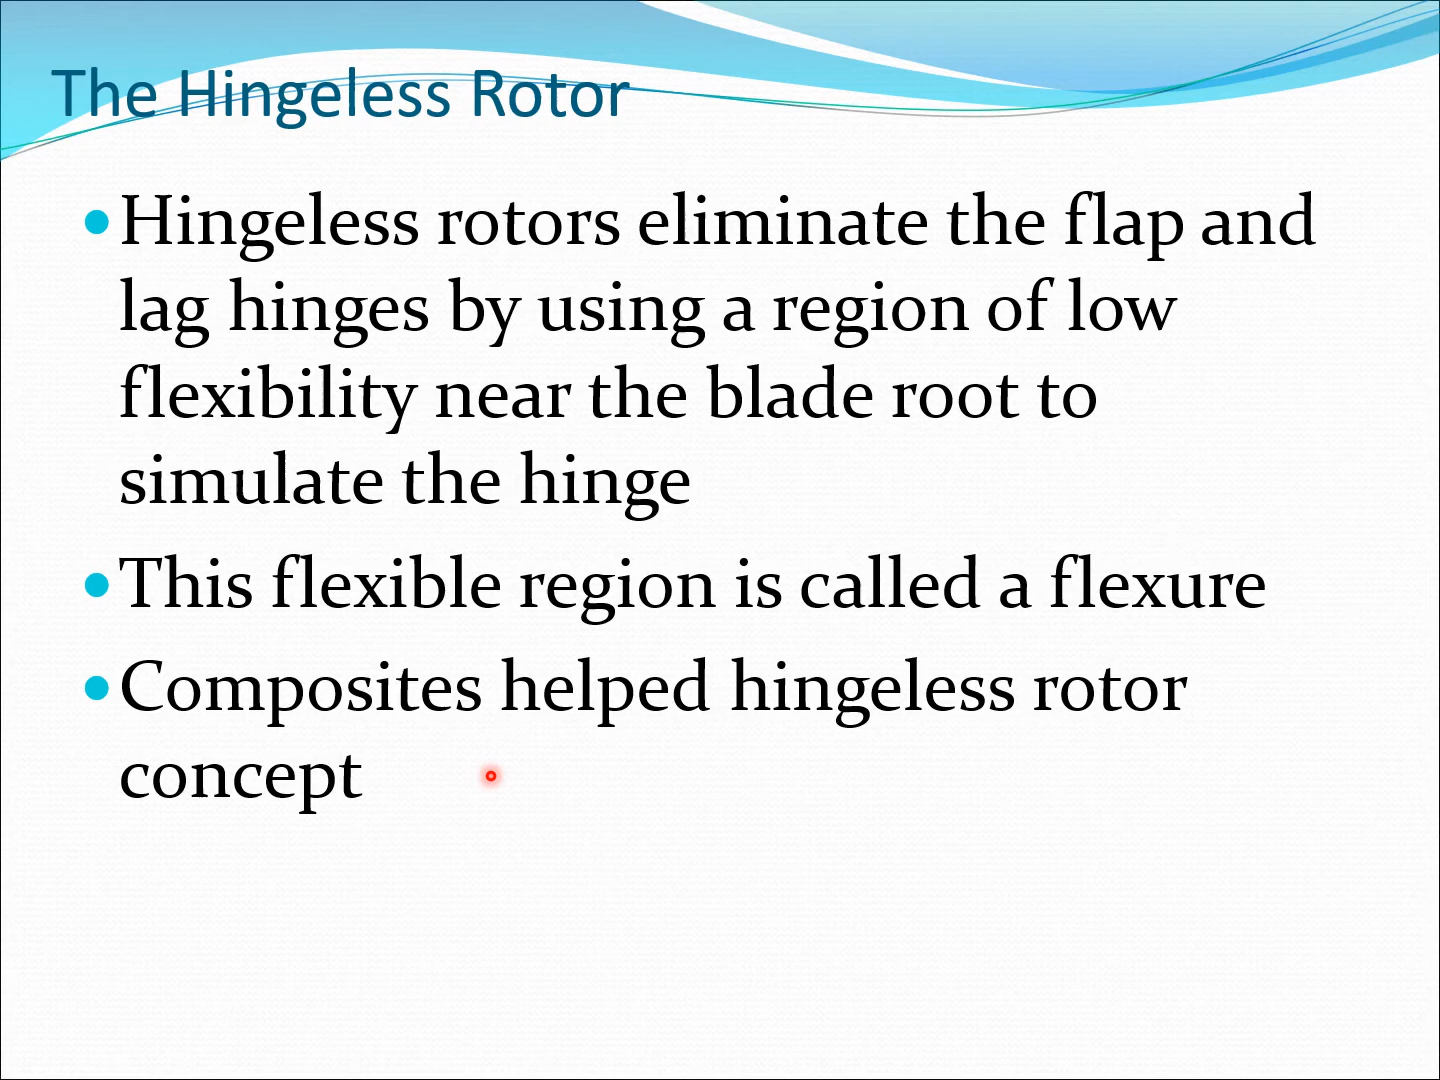 The Hingeless Rotor
•Hingeless rotors eliminate the flap and
lag hinges by using a region of low
flexibility near the blade root to
simulate the hinge
•This flexible region is called a flexure
•Composites helped hingeless rotor
concept